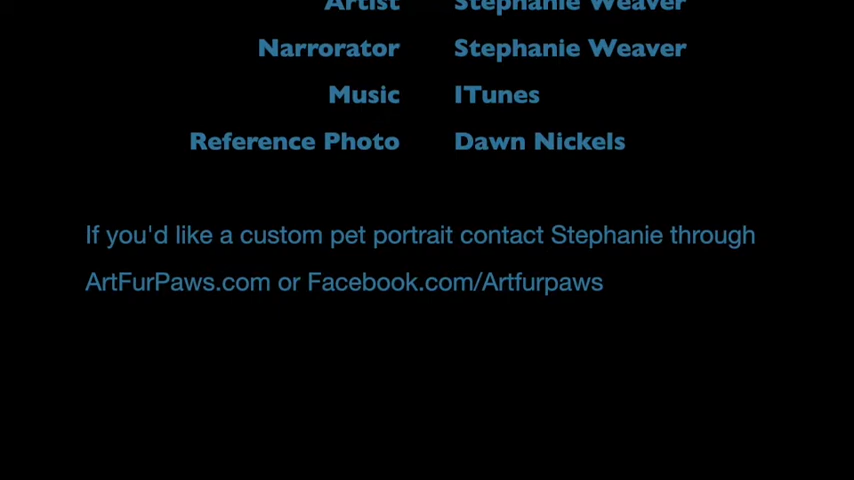 Artist Stephanie Weaver
Narrorator Stephanie Weaver
Music ITunes
Reference Photo Dawn Nickels
If you'd like a custom pet portrait contact Stephanie through
ArtFurPaws.com or Facebook.com/Artfurpaws